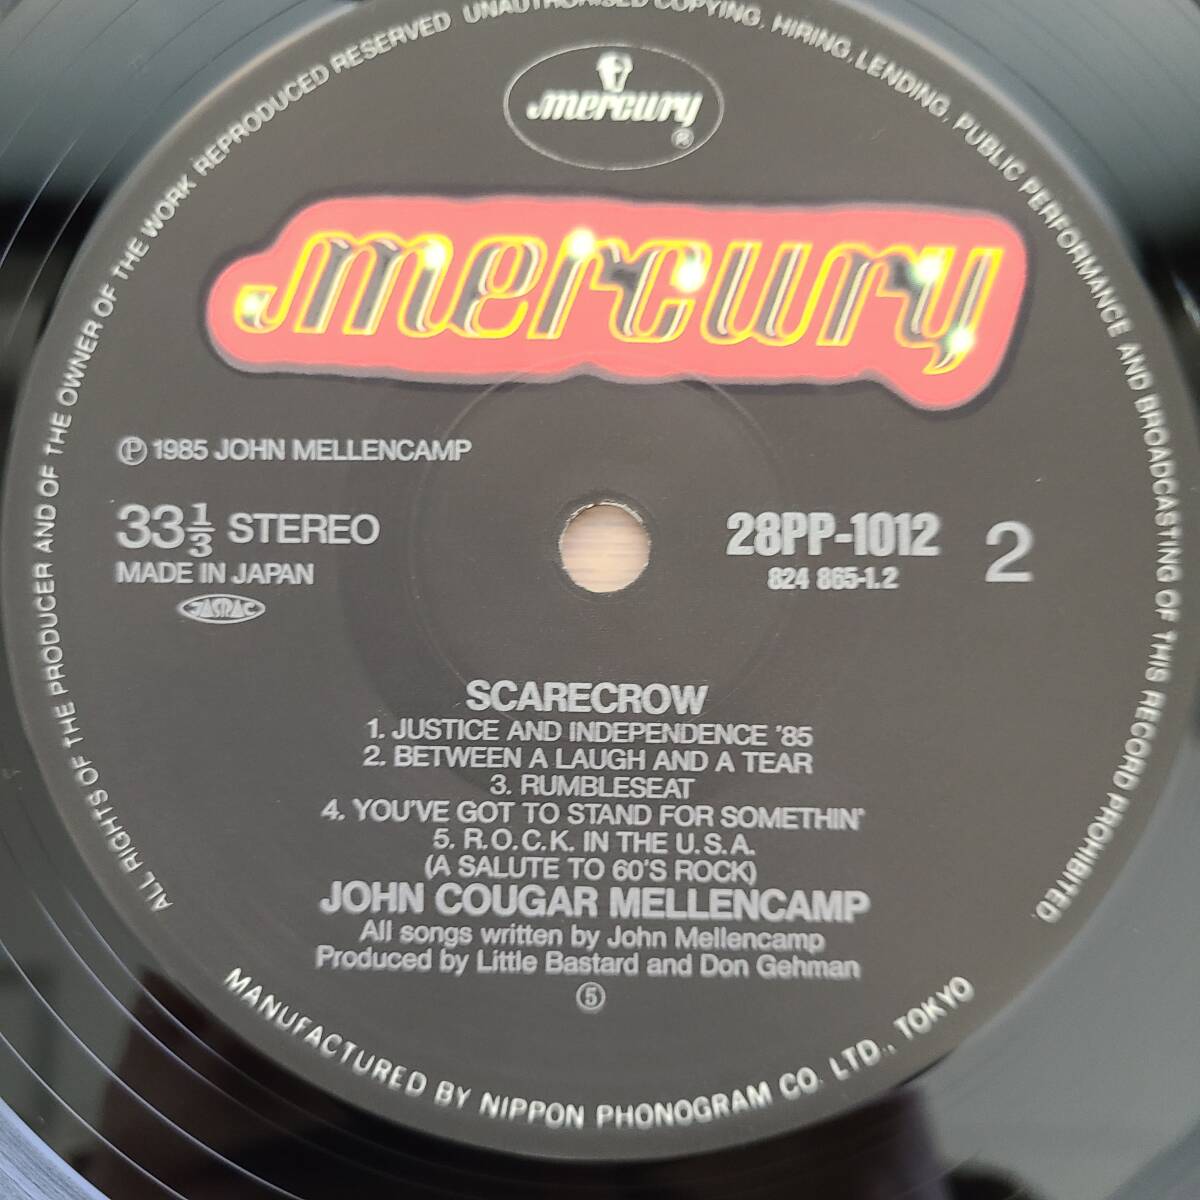 ALL RIGHTS OF THE PRODUCER AND OF THE OWNER OF THE WORK REPRODUCED RESERVED UNAUTHORISED COPYING, HIRING, LENDING, PUBLIC PERFORMANCE AND BROADCASTING OF THIS RECORD PROHIBITED.
mercury®
mercury
Ⓟ 1985 JOHN MELLENCAMP
33⅓ STEREO
MADE IN JAPAN
JASRAC
28PP-1012 2
824 865-1.2
SCARECROW
1. JUSTICE AND INDEPENDENCE '85
2. BETWEEN A LAUGH AND A TEAR
3. RUMBLESEAT
4. YOU'VE GOT TO STAND FOR SOMETHIN'
5. R.O.C.K. IN THE U.S.A.
(A SALUTE TO 60'S ROCK)
JOHN COUGAR MELLENCAMP
All songs written by John Mellencamp
Produced by Little Bastard and Don Gehman
⑤
MANUFACTURED BY NIPPON PHONOGRAM CO. LTD., TOKYO